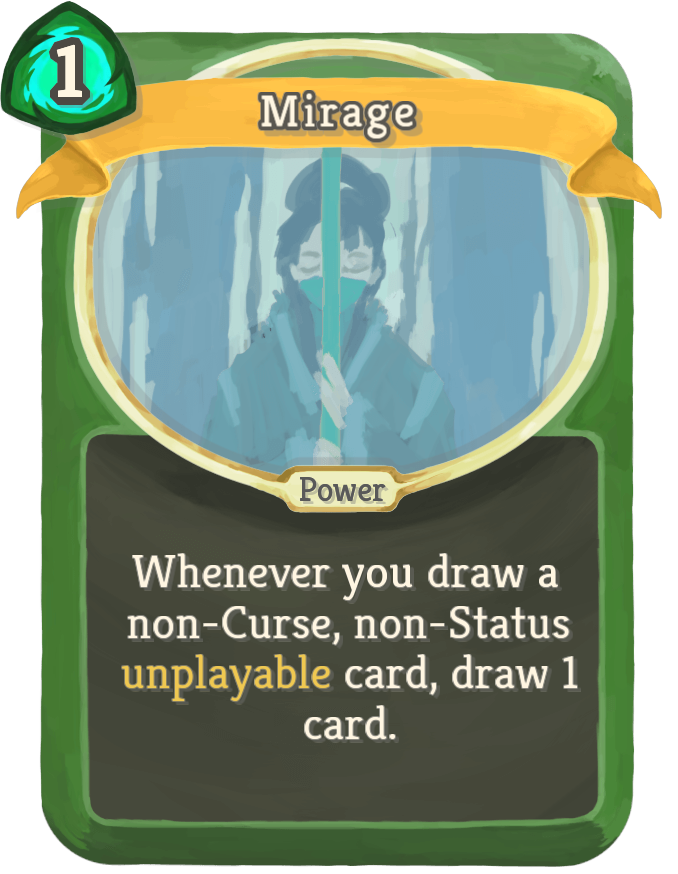 1
Mirage
Power
Whenever you draw a
non-Curse, non-Status
unplayable card, draw 1
card.